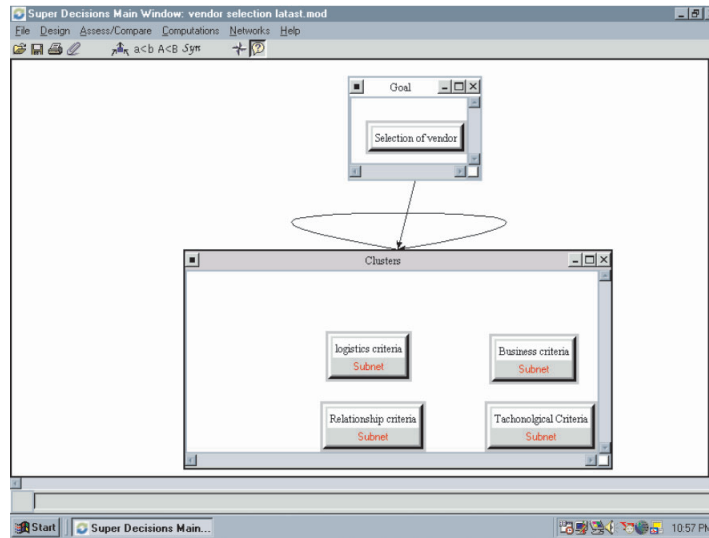 Super Decisions Main Window: vendor selection latast.mod
File Design Assess/Compare Computations Networks Help
a<b A<B Syn
Goal
Selection of vendor
Clusters
logistics criteria
Subnet
Business criteria
Subnet
Relationship criteria
Subnet
Tachonolgical Criteria
Subnet
Start Super Decisions Main... 10:57 PM